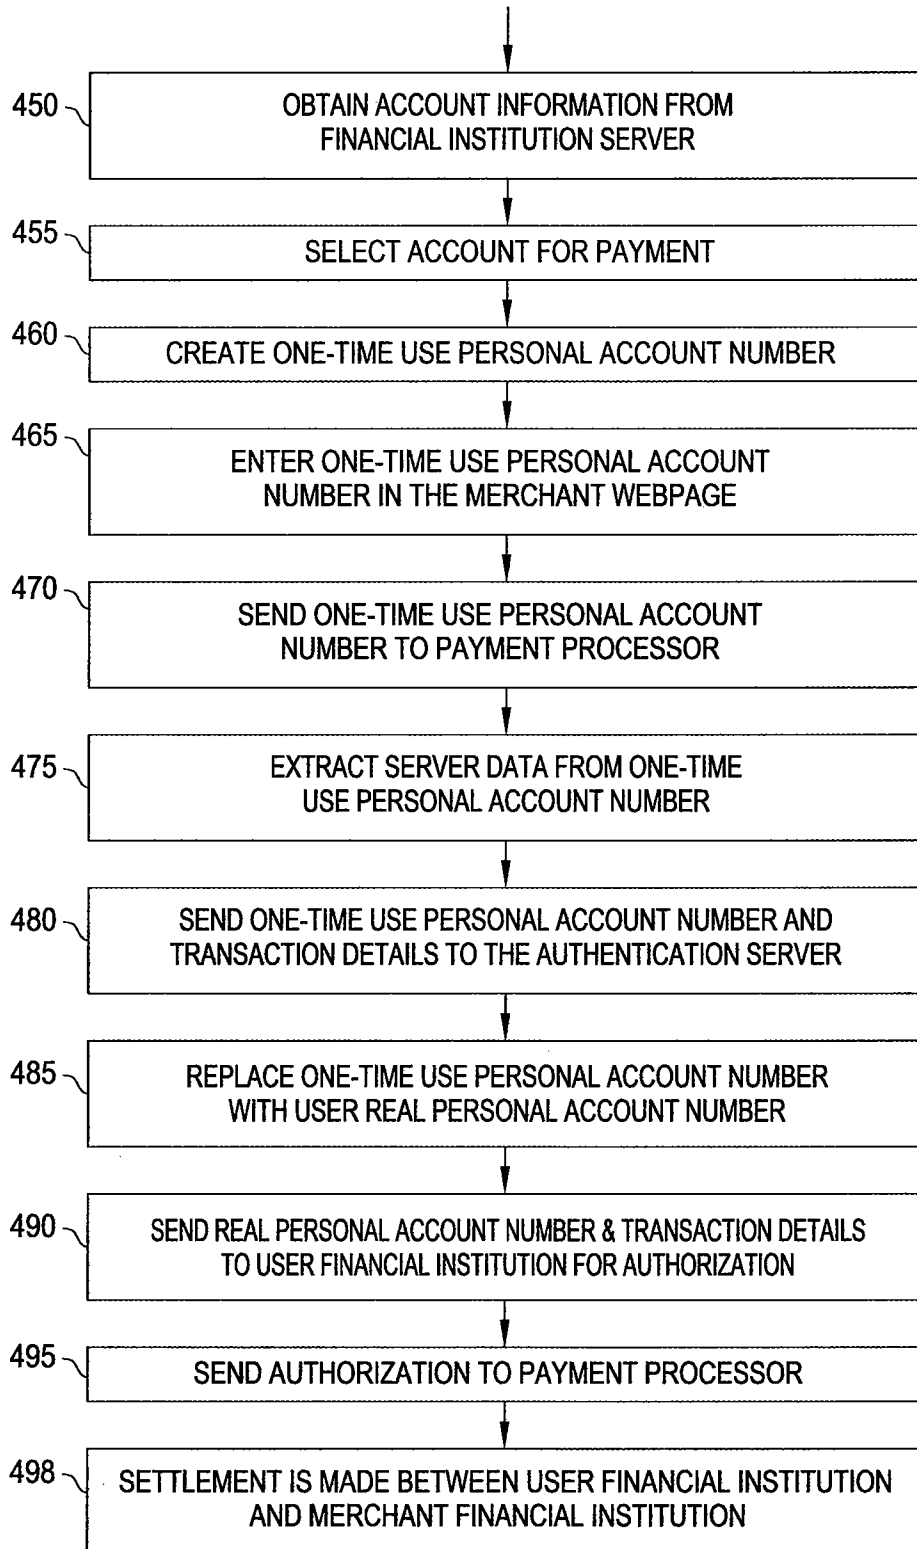 450
OBTAIN ACCOUNT INFORMATION FROM
FINANCIAL INSTITUTION SERVER
455
SELECT ACCOUNT FOR PAYMENT
460
CREATE ONE-TIME USE PERSONAL ACCOUNT NUMBER
465
ENTER ONE-TIME USE PERSONAL ACCOUNT
NUMBER IN THE MERCHANT WEBPAGE
470
SEND ONE-TIME USE PERSONAL ACCOUNT
NUMBER TO PAYMENT PROCESSOR
475
EXTRACT SERVER DATA FROM ONE-TIME
USE PERSONAL ACCOUNT NUMBER
480
SEND ONE-TIME USE PERSONAL ACCOUNT NUMBER AND
TRANSACTION DETAILS TO THE AUTHENTICATION SERVER
485
REPLACE ONE-TIME USE PERSONAL ACCOUNT NUMBER
WITH USER REAL PERSONAL ACCOUNT NUMBER
490
SEND REAL PERSONAL ACCOUNT NUMBER & TRANSACTION DETAILS
TO USER FINANCIAL INSTITUTION FOR AUTHORIZATION
495
SEND AUTHORIZATION TO PAYMENT PROCESSOR
498
SETTLEMENT IS MADE BETWEEN USER FINANCIAL INSTITUTION
AND MERCHANT FINANCIAL INSTITUTION